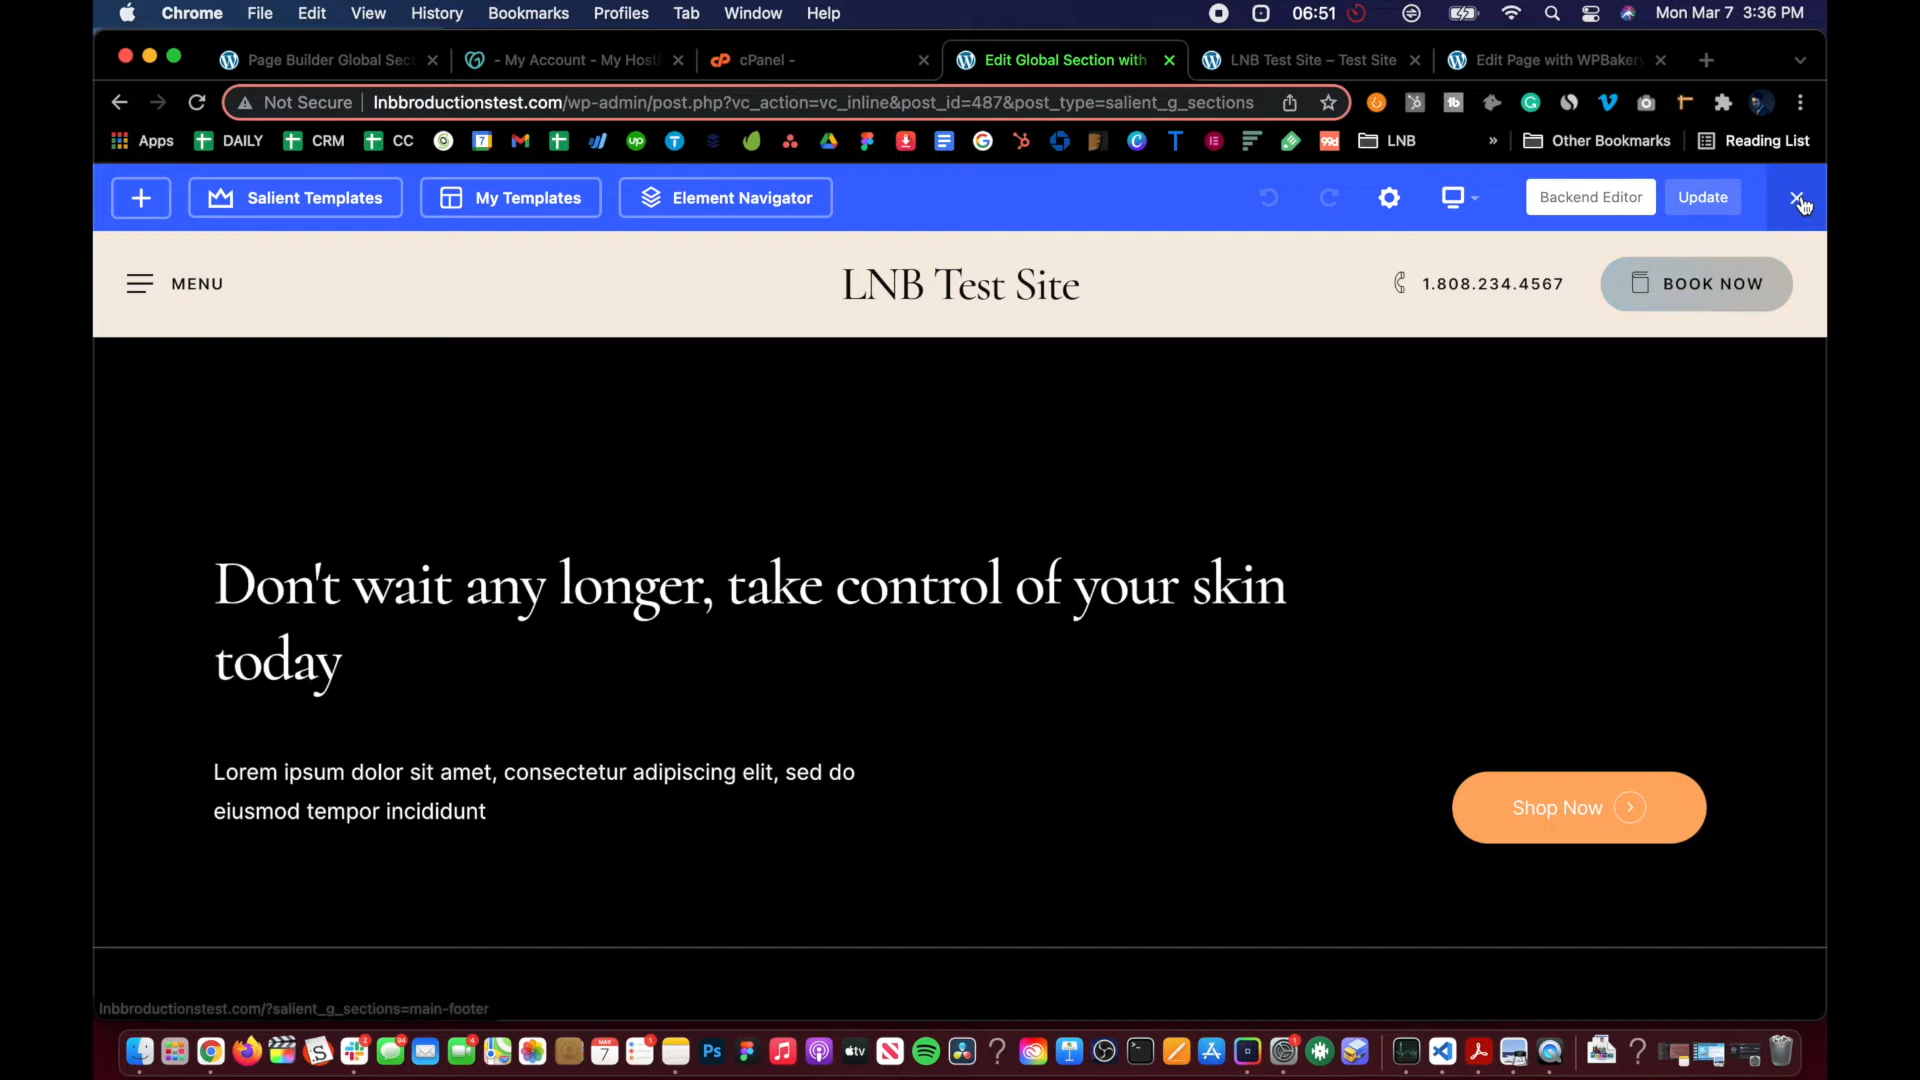 Chrome File Edit View History Bookmarks Profiles Tab Window Help 06:51 Mon Mar 7 3:36 PM
Page Builder Global Sect - My Account - My Hosti cPanel - Edit Global Section with LNB Test Site – Test Site Edit Page with WPBakery
Not Secure lnbbroductionstest.com/wp-admin/post.php?vc_action=vc_inline&post_id=487&post_type=salient_g_sections
Apps DAILY CRM CC LNB » Other Bookmarks Reading List
Salient Templates My Templates Element Navigator Backend Editor Update
MENU LNB Test Site 1.808.234.4567 BOOK NOW
Don't wait any longer, take control of your skin
today
Lorem ipsum dolor sit amet, consectetur adipiscing elit, sed do
eiusmod tempor incididunt
Shop Now
lnbbroductionstest.com/?salient_g_sections=main-footer